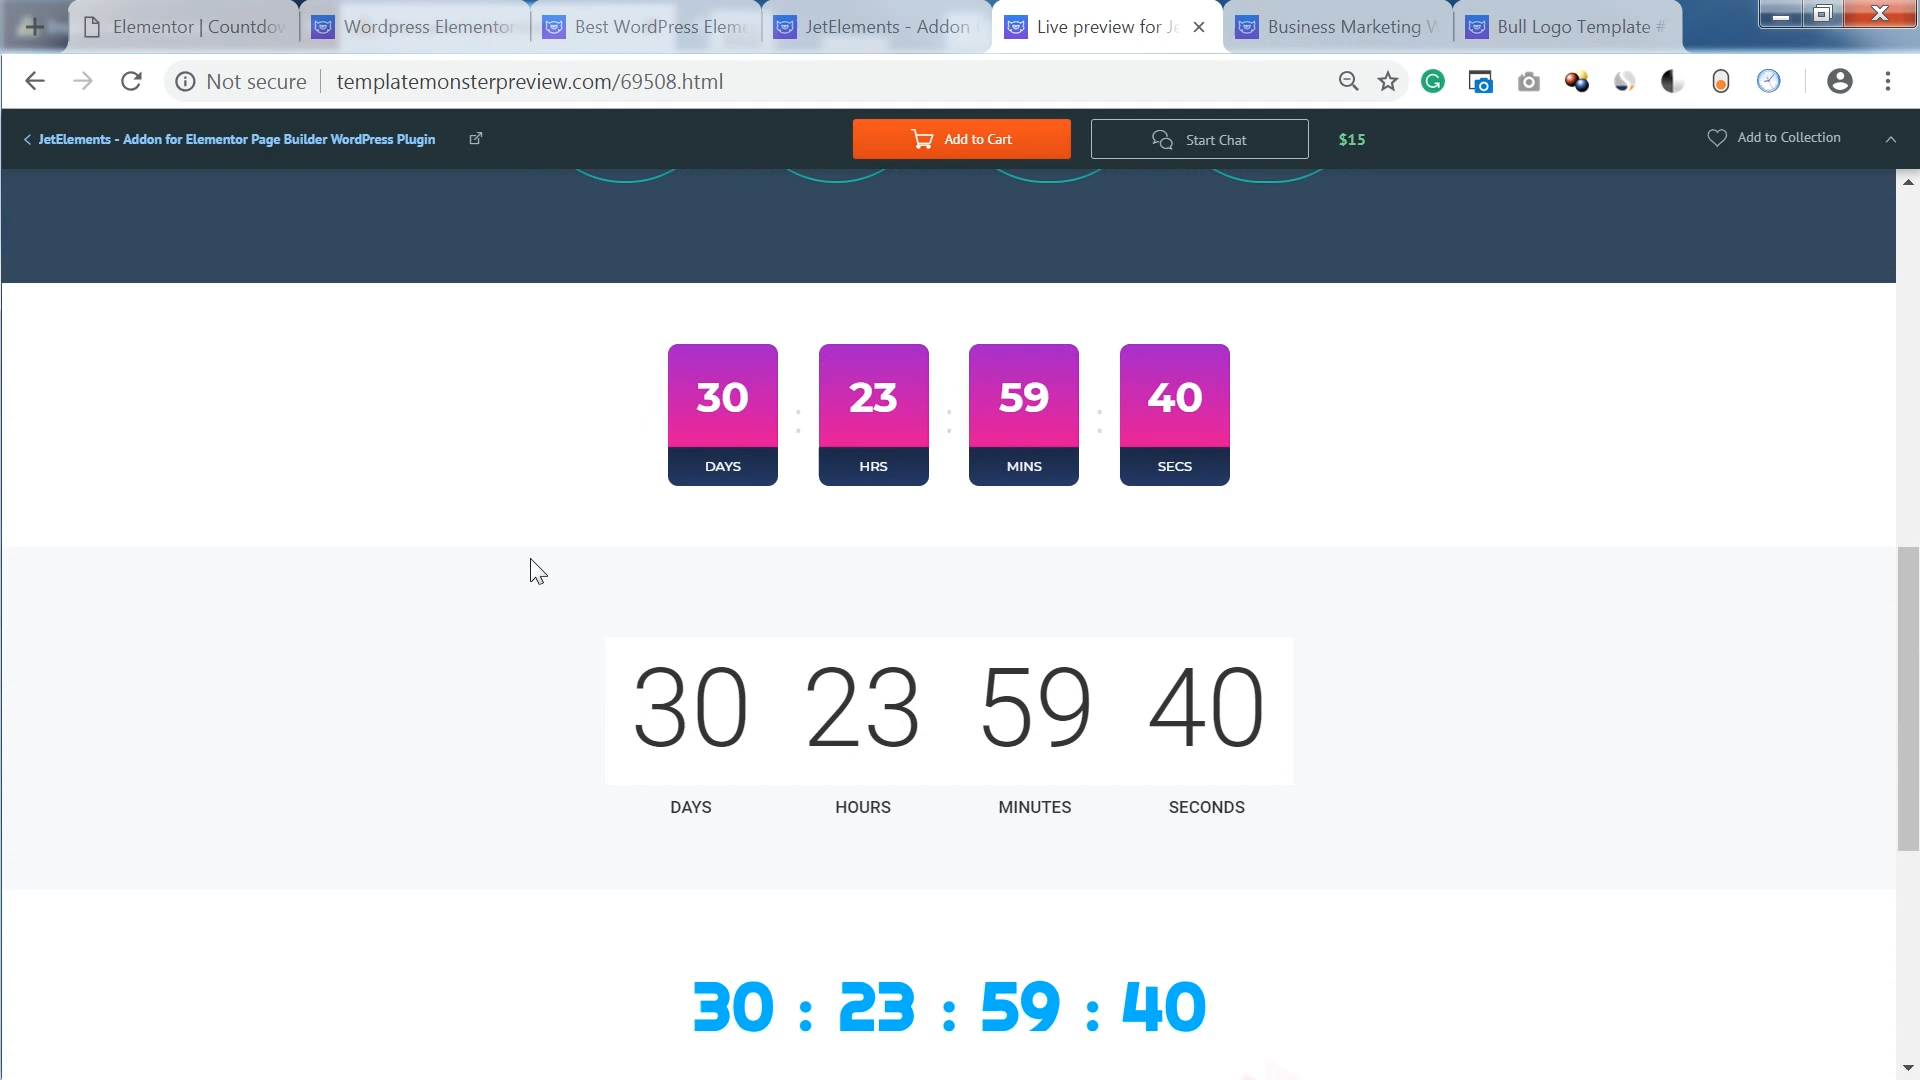 Elementor | Countdow
Wordpress Elementor
Best WordPress Eleme
JetElements - Addon
Live preview for Je
Business Marketing W
Bull Logo Template #
Not secure
templatemonsterpreview.com/69508.html
JetElements - Addon for Elementor Page Builder WordPress Plugin
Add to Cart
Start Chat
$15
Add to Collection
30 : 23 : 59 : 40
DAYS HRS MINS SECS
30 23 59 40
DAYS HOURS MINUTES SECONDS
30 : 23 : 59 : 40